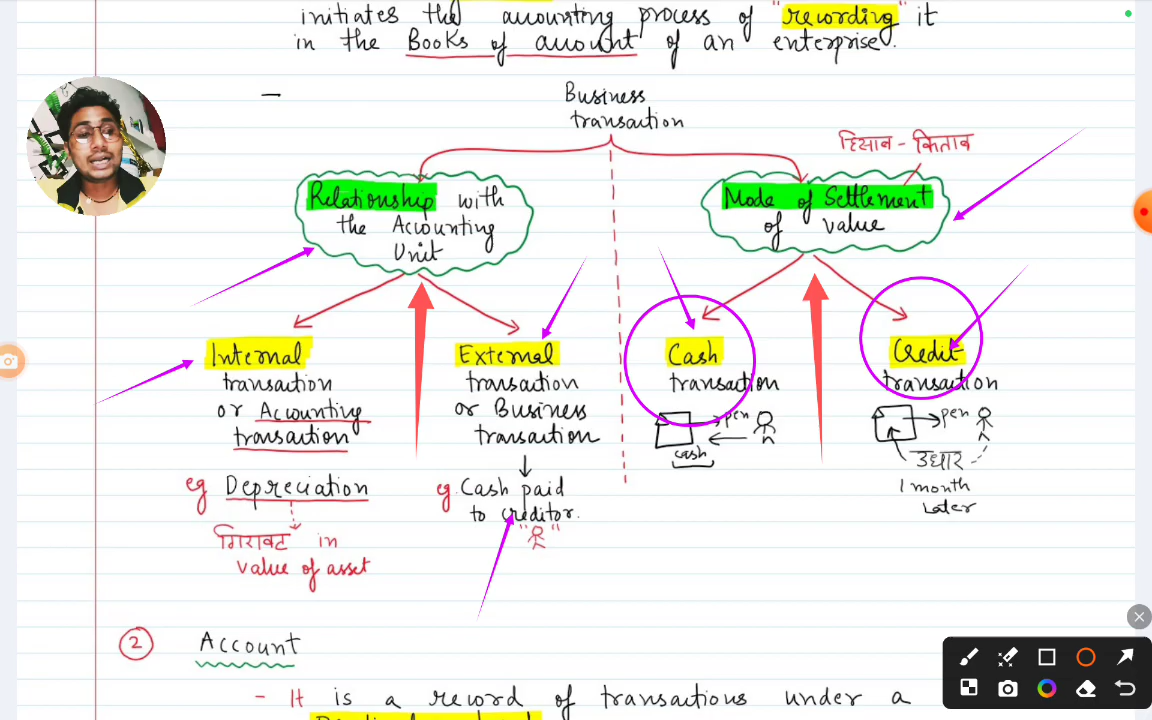 initiates the accounting process of "recording" it
in the Books of account of an enterprise.
— Business
transaction
हिसाब - किताब
Relationship with
the Accounting
Unit
Mode of Settlement
of value
Internal
transaction
or Accounting
transaction
External
transaction
or Business
transaction
Cash
transaction
pen
cash
Credit
transaction
pen
उधार
1 month
Later
eg Depreciation
गिरावट in
value of asset
eg. Cash paid
to creditor.
2 Account
- It is a record of transactions under a